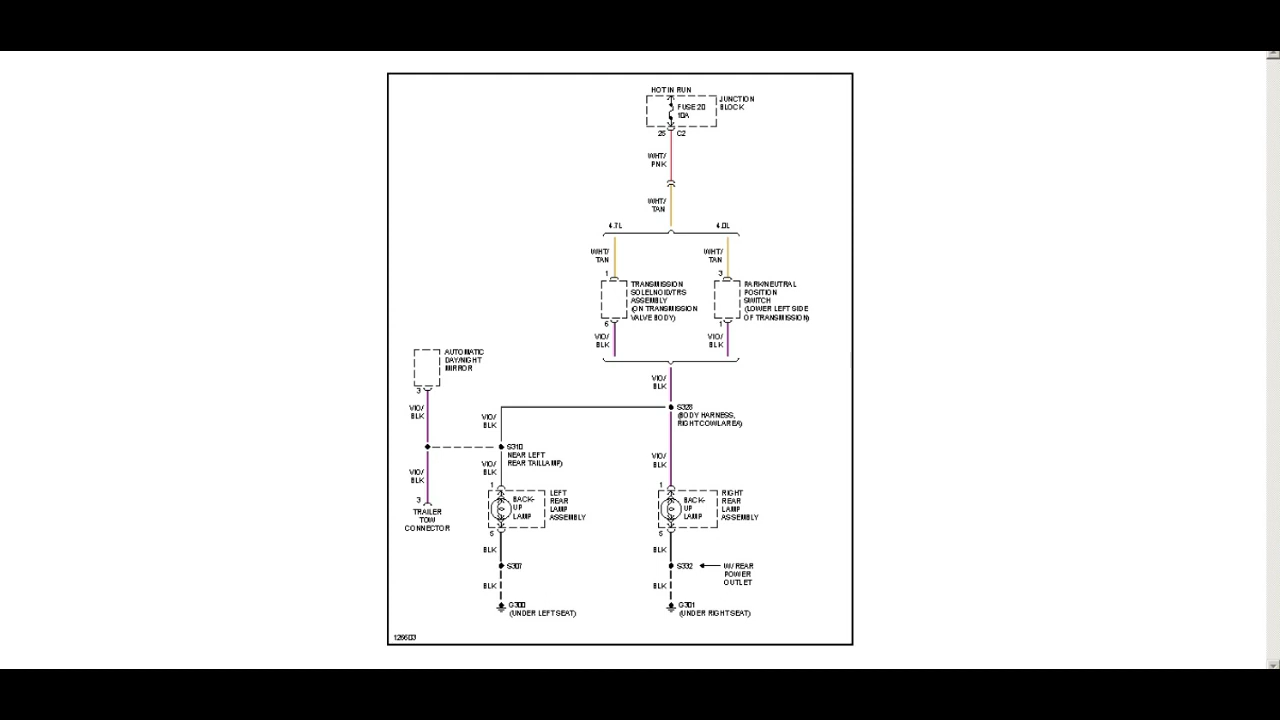 HOT IN RUN
JUNCTION
BLOCK
FUSE 20
10A
25 C2
WHT/
PNK
WHT/
TAN
4.7L
4.0L
WHT/
TAN
WHT/
TAN
1
3
TRANSMISSION
SOLELNOID/TRS
ASSEMBLY
(ON TRANSMISSION
VALVE BODY)
PARK/NEUTRAL
POSITION
SWITCH
(LOWER LEFT SIDE
OF TRANSMISSION)
6
1
VIO/
BLK
VIO/
BLK
AUTOMATIC
DAY/NIGHT
MIRROR
3
VIO/
BLK
VIO/
BLK
S328
(BODY HARNESS,
RIGHT COWL AREA)
VIO/
BLK
S310
NEAR LEFT
REAR TAILLAMP)
VIO/
BLK
VIO/
BLK
VIO/
BLK
3
TRAILER
TOW
CONNECTOR
1
BACK-
UP
LAMP
LEFT
REAR
LAMP
ASSEMBLY
5
1
BACK-
UP
LAMP
RIGHT
REAR
LAMP
ASSEMBLY
5
BLK
BLK
S307
S332
W/ REAR
POWER
OUTLET
BLK
BLK
G300
(UNDER LEFT SEAT)
G301
(UNDER RIGHT SEAT)
126603